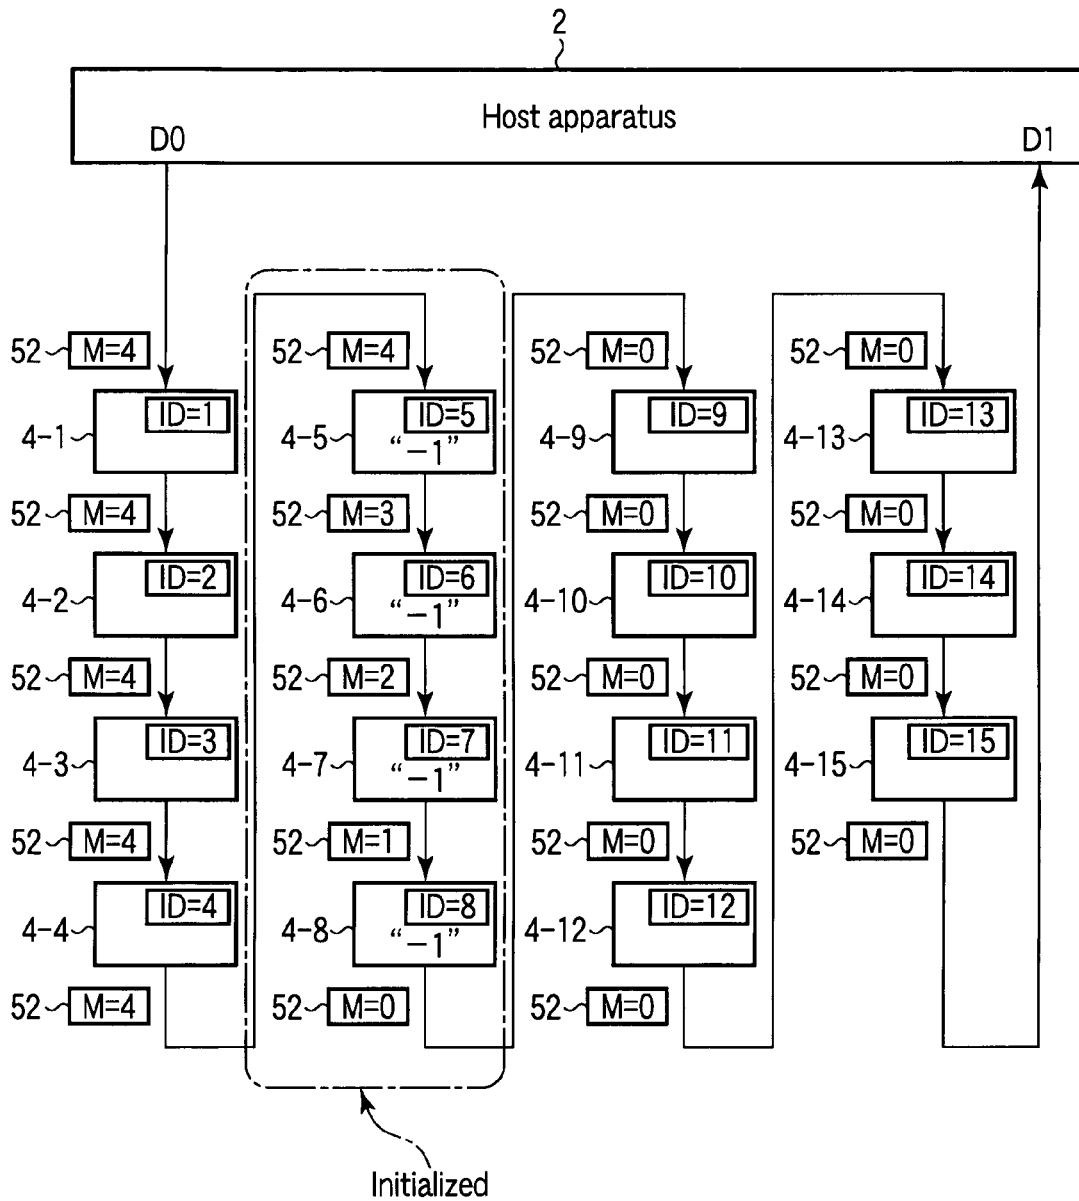 2
Host apparatus
D0
D1
52 M=4 52 M=4 52 M=0 52 M=0
ID=1 ID=5 ID=9 ID=13
4-1 4-5 “−1” 4-9 4-13
52 M=4 52 M=3 52 M=0 52 M=0
ID=2 ID=6 ID=10 ID=14
4-2 4-6 “−1” 4-10 4-14
52 M=4 52 M=2 52 M=0 52 M=0
ID=3 ID=7 ID=11 ID=15
4-3 4-7 “−1” 4-11 4-15
52 M=4 52 M=1 52 M=0 52 M=0
ID=4 ID=8 ID=12
4-4 4-8 “−1” 4-12
52 M=4 52 M=0 52 M=0
Initialized